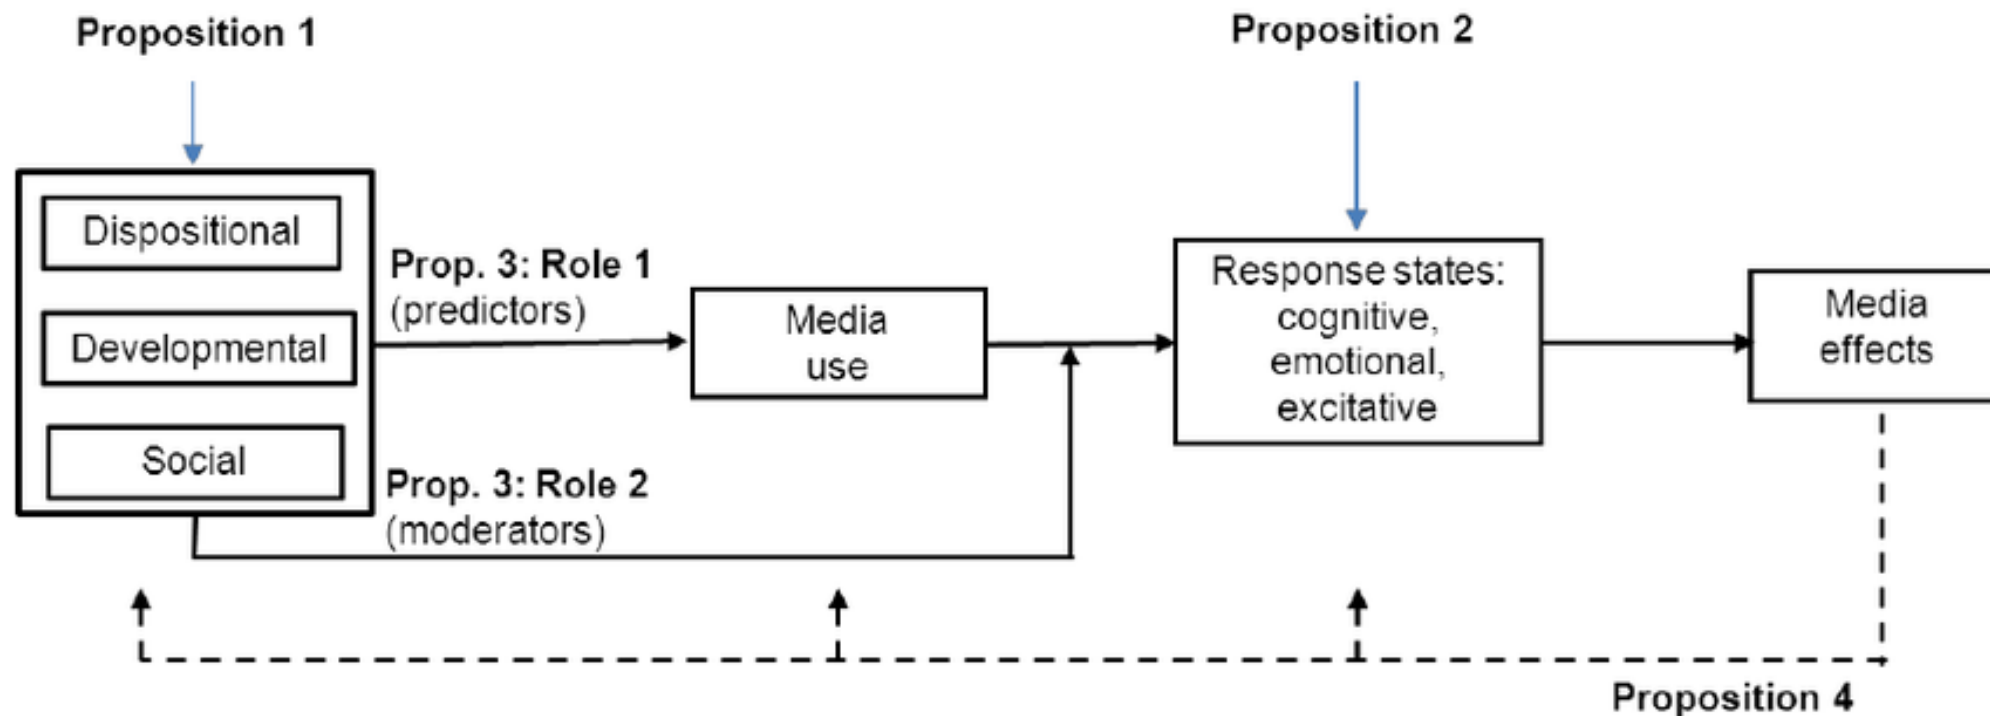 Proposition 1
Proposition 2
Dispositional
Developmental
Social
Prop. 3: Role 1
(predictors)
Prop. 3: Role 2
(moderators)
Media
use
Response states:
cognitive,
emotional,
excitative
Media
effects
Proposition 4